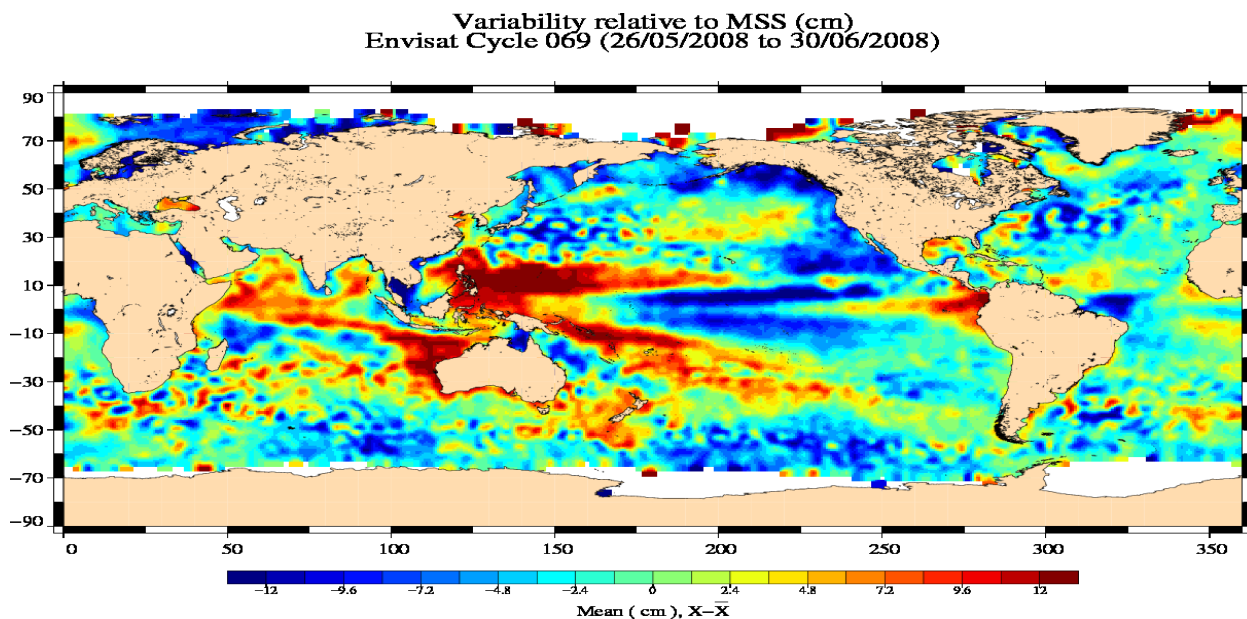 Variability relative to MSS (cm)
Envisat Cycle 069 (26/05/2008 to 30/06/2008)
90
70
50
30
10
−10
−30
−50
−70
−90
0 50 100 150 200 250 300 350
−12 −9.6 −7.2 −4.8 −2.4 0 2.4 4.8 7.2 9.6 12
Mean ( cm ), X−X̅